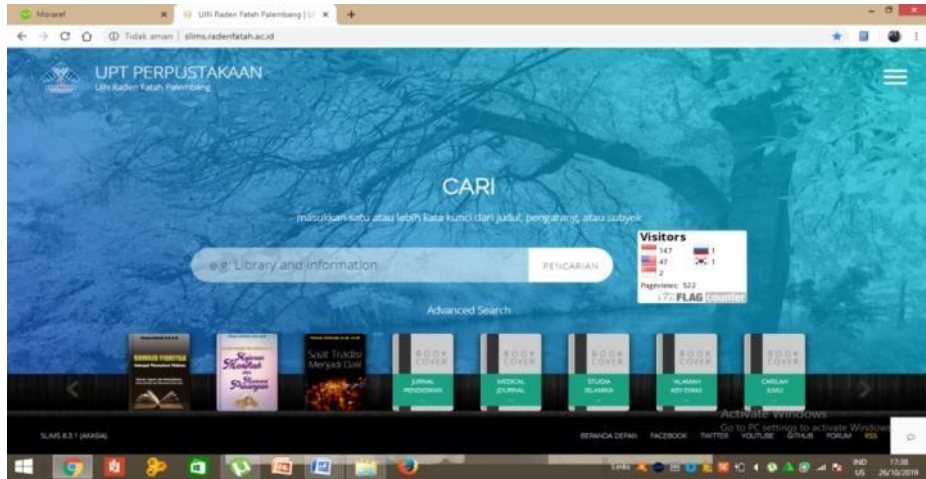 Moraref
UIN Raden Fatah Palembang | U
Tidak aman | slims.radenfatah.ac.id
UPT PERPUSTAKAAN
UIN Raden Fatah Palembang
CARI
masukkan satu atau lebih kata kunci dari judul, pengarang, atau subyek
e.g. Library and Information
PENCARIAN
Visitors
147
1
47
1
2
Pageviews: 522
FLAG counter
Advanced Search
Saat Tradisi
Menjadi Dalil
BOOK COVER
BOOK COVER
BOOK COVER
BOOK COVER
BOOK COVER
JURNAL
PENDIDIKAN
MEDICAL
JOURNAL
STUDIA
ISLAMIKA
CARILAH
ILMU
Activate Windows
Go to PC settings to activate Windows
SLIMS 8.3.1 (AKASIA)
BERANDA DEPAN
FACEBOOK
TWITTER
YOUTUBE
GITHUB
FORUM
RSS
Links
IND
US
17:38
26/10/2019